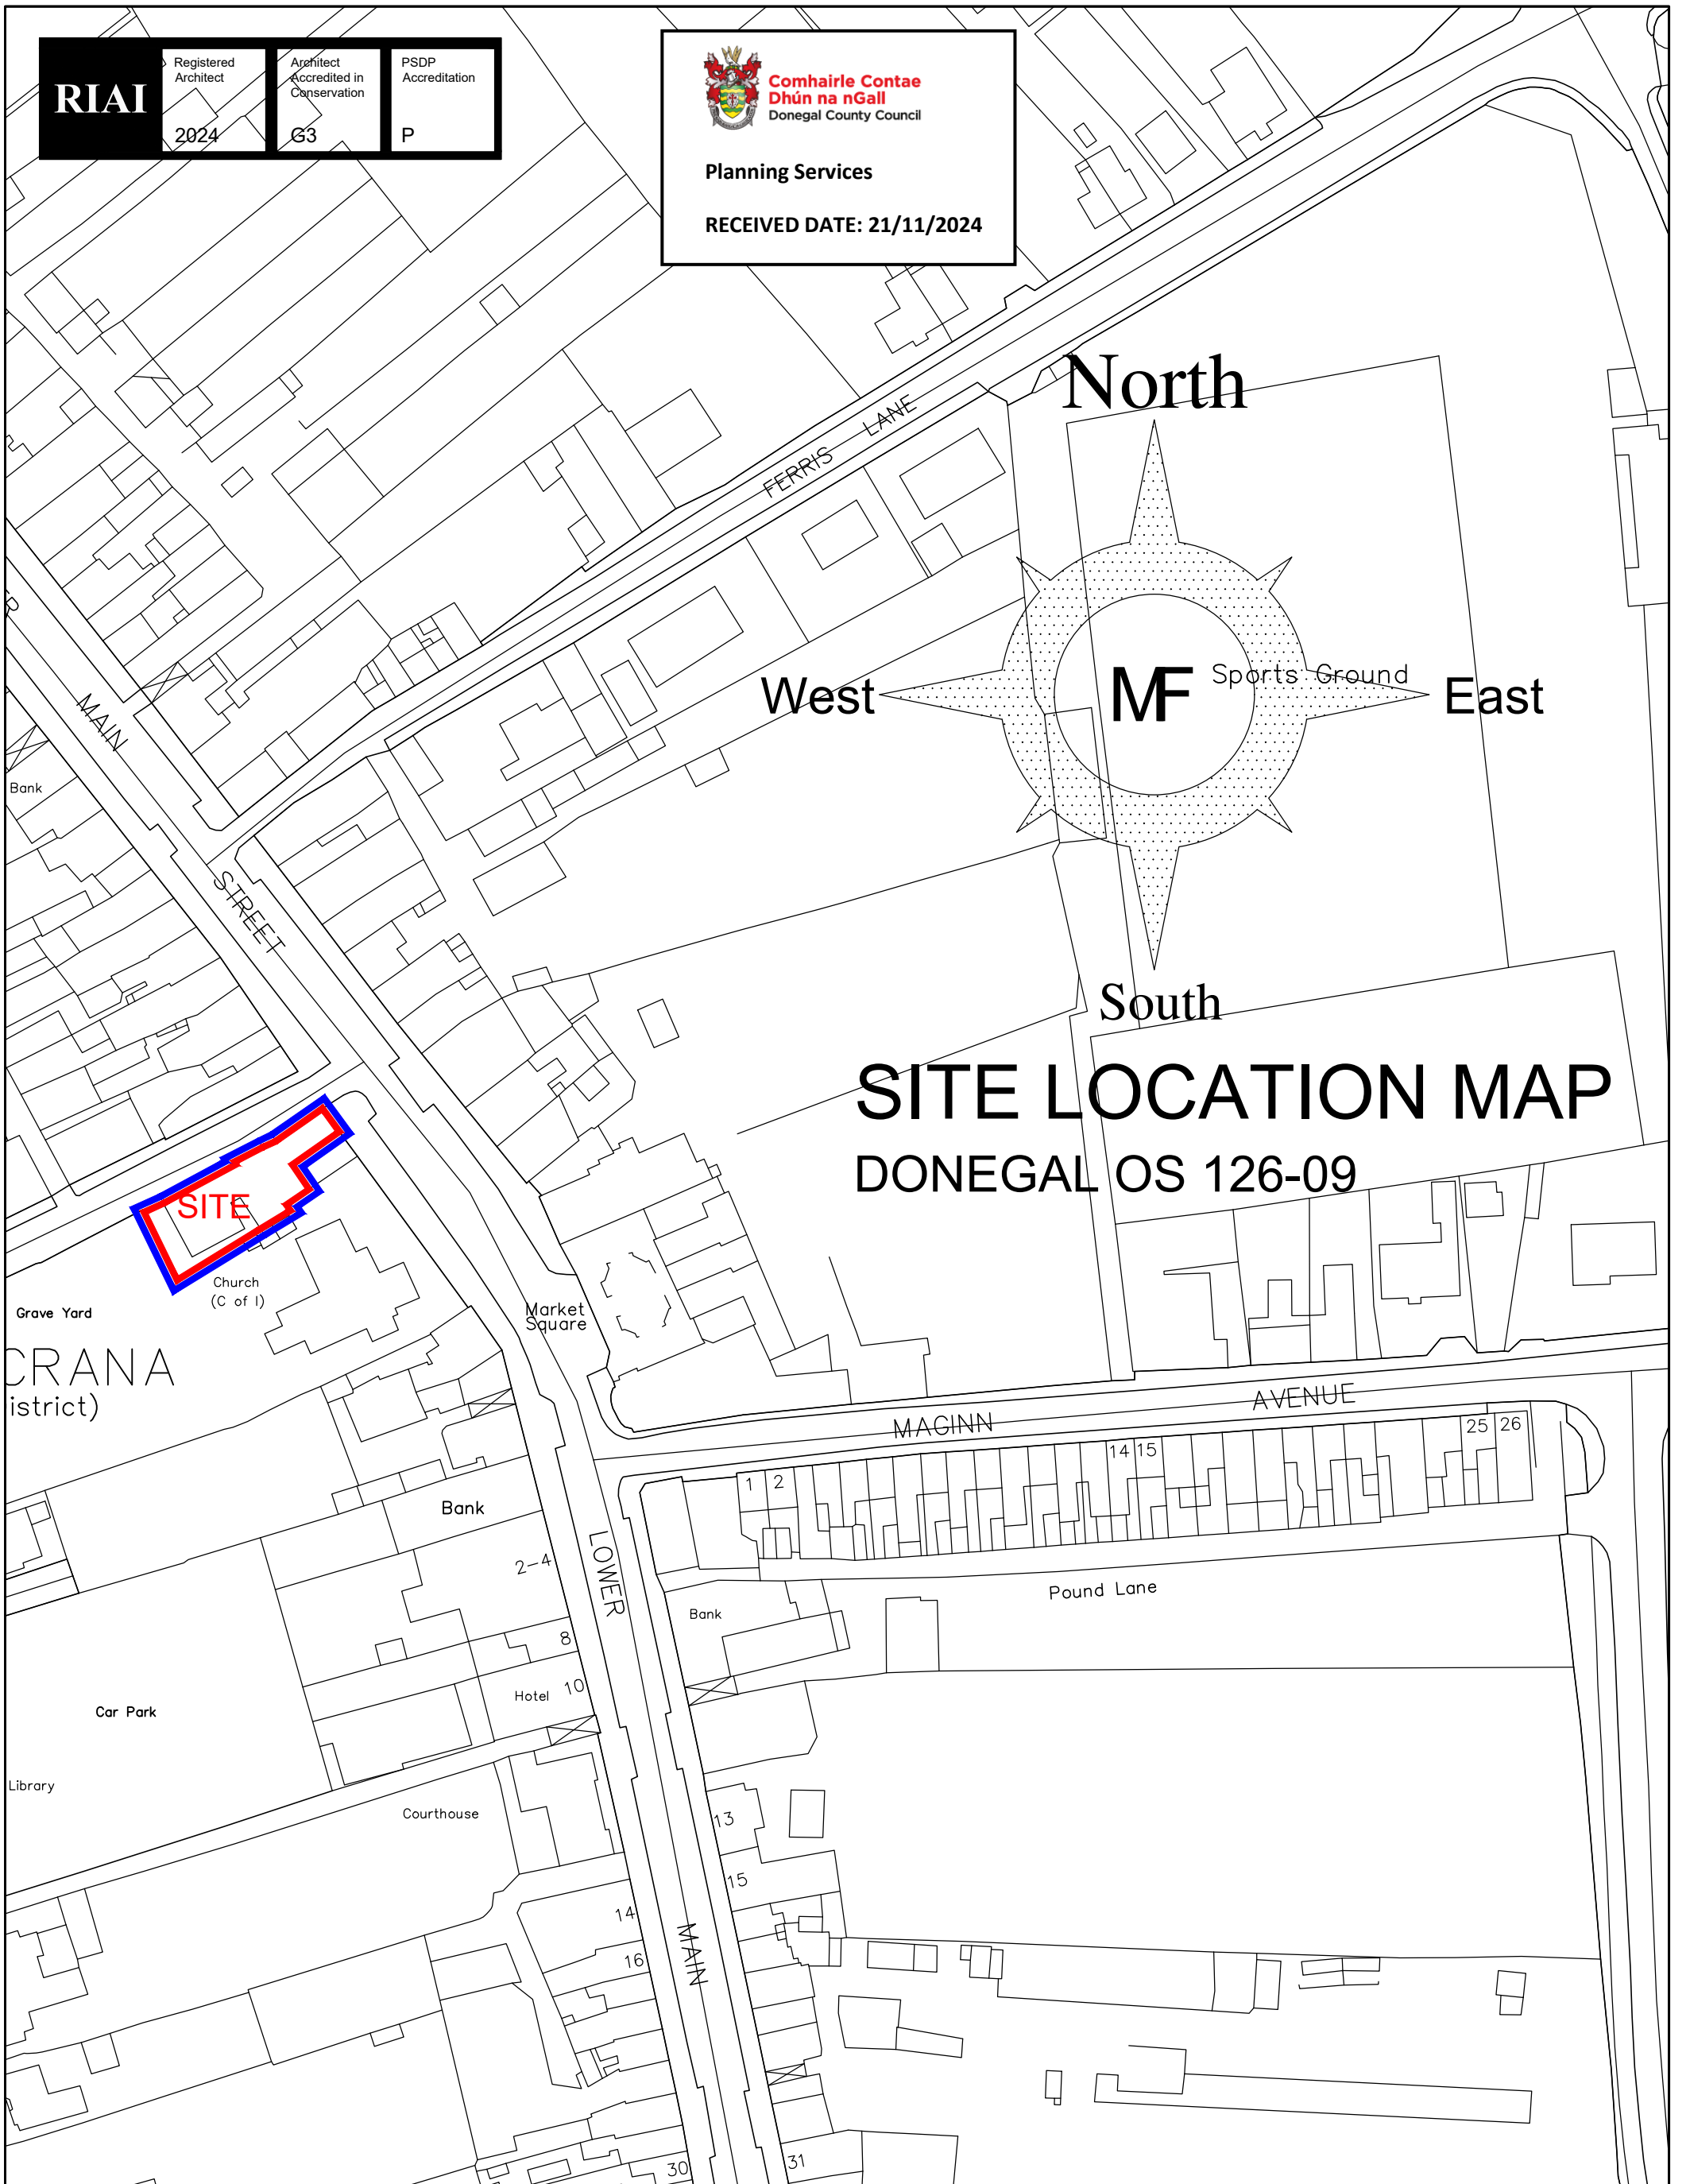 RIAI
Registered
Architect
2024
Architect
Accredited in
Conservation
G3
PSDP
Accreditation
P
Comhairle Contae
Dhún na nGall
Donegal County Council
Planning Services
RECEIVED DATE: 21/11/2024
North
FERRIS LANE
West
MF
Sports Ground
East
MAIN
Bank
STREET
South
SITE LOCATION MAP
DONEGAL OS 126-09
SITE
Church
(C of I)
Grave Yard
Market
Square
CRANA
istrict)
MAGINN AVENUE
1 2 14 15 25 26
Bank
2-4
LOWER
Pound Lane
Bank
8
Hotel 10
Car Park
Library
Courthouse
13
15
14
16
MAIN
30
31